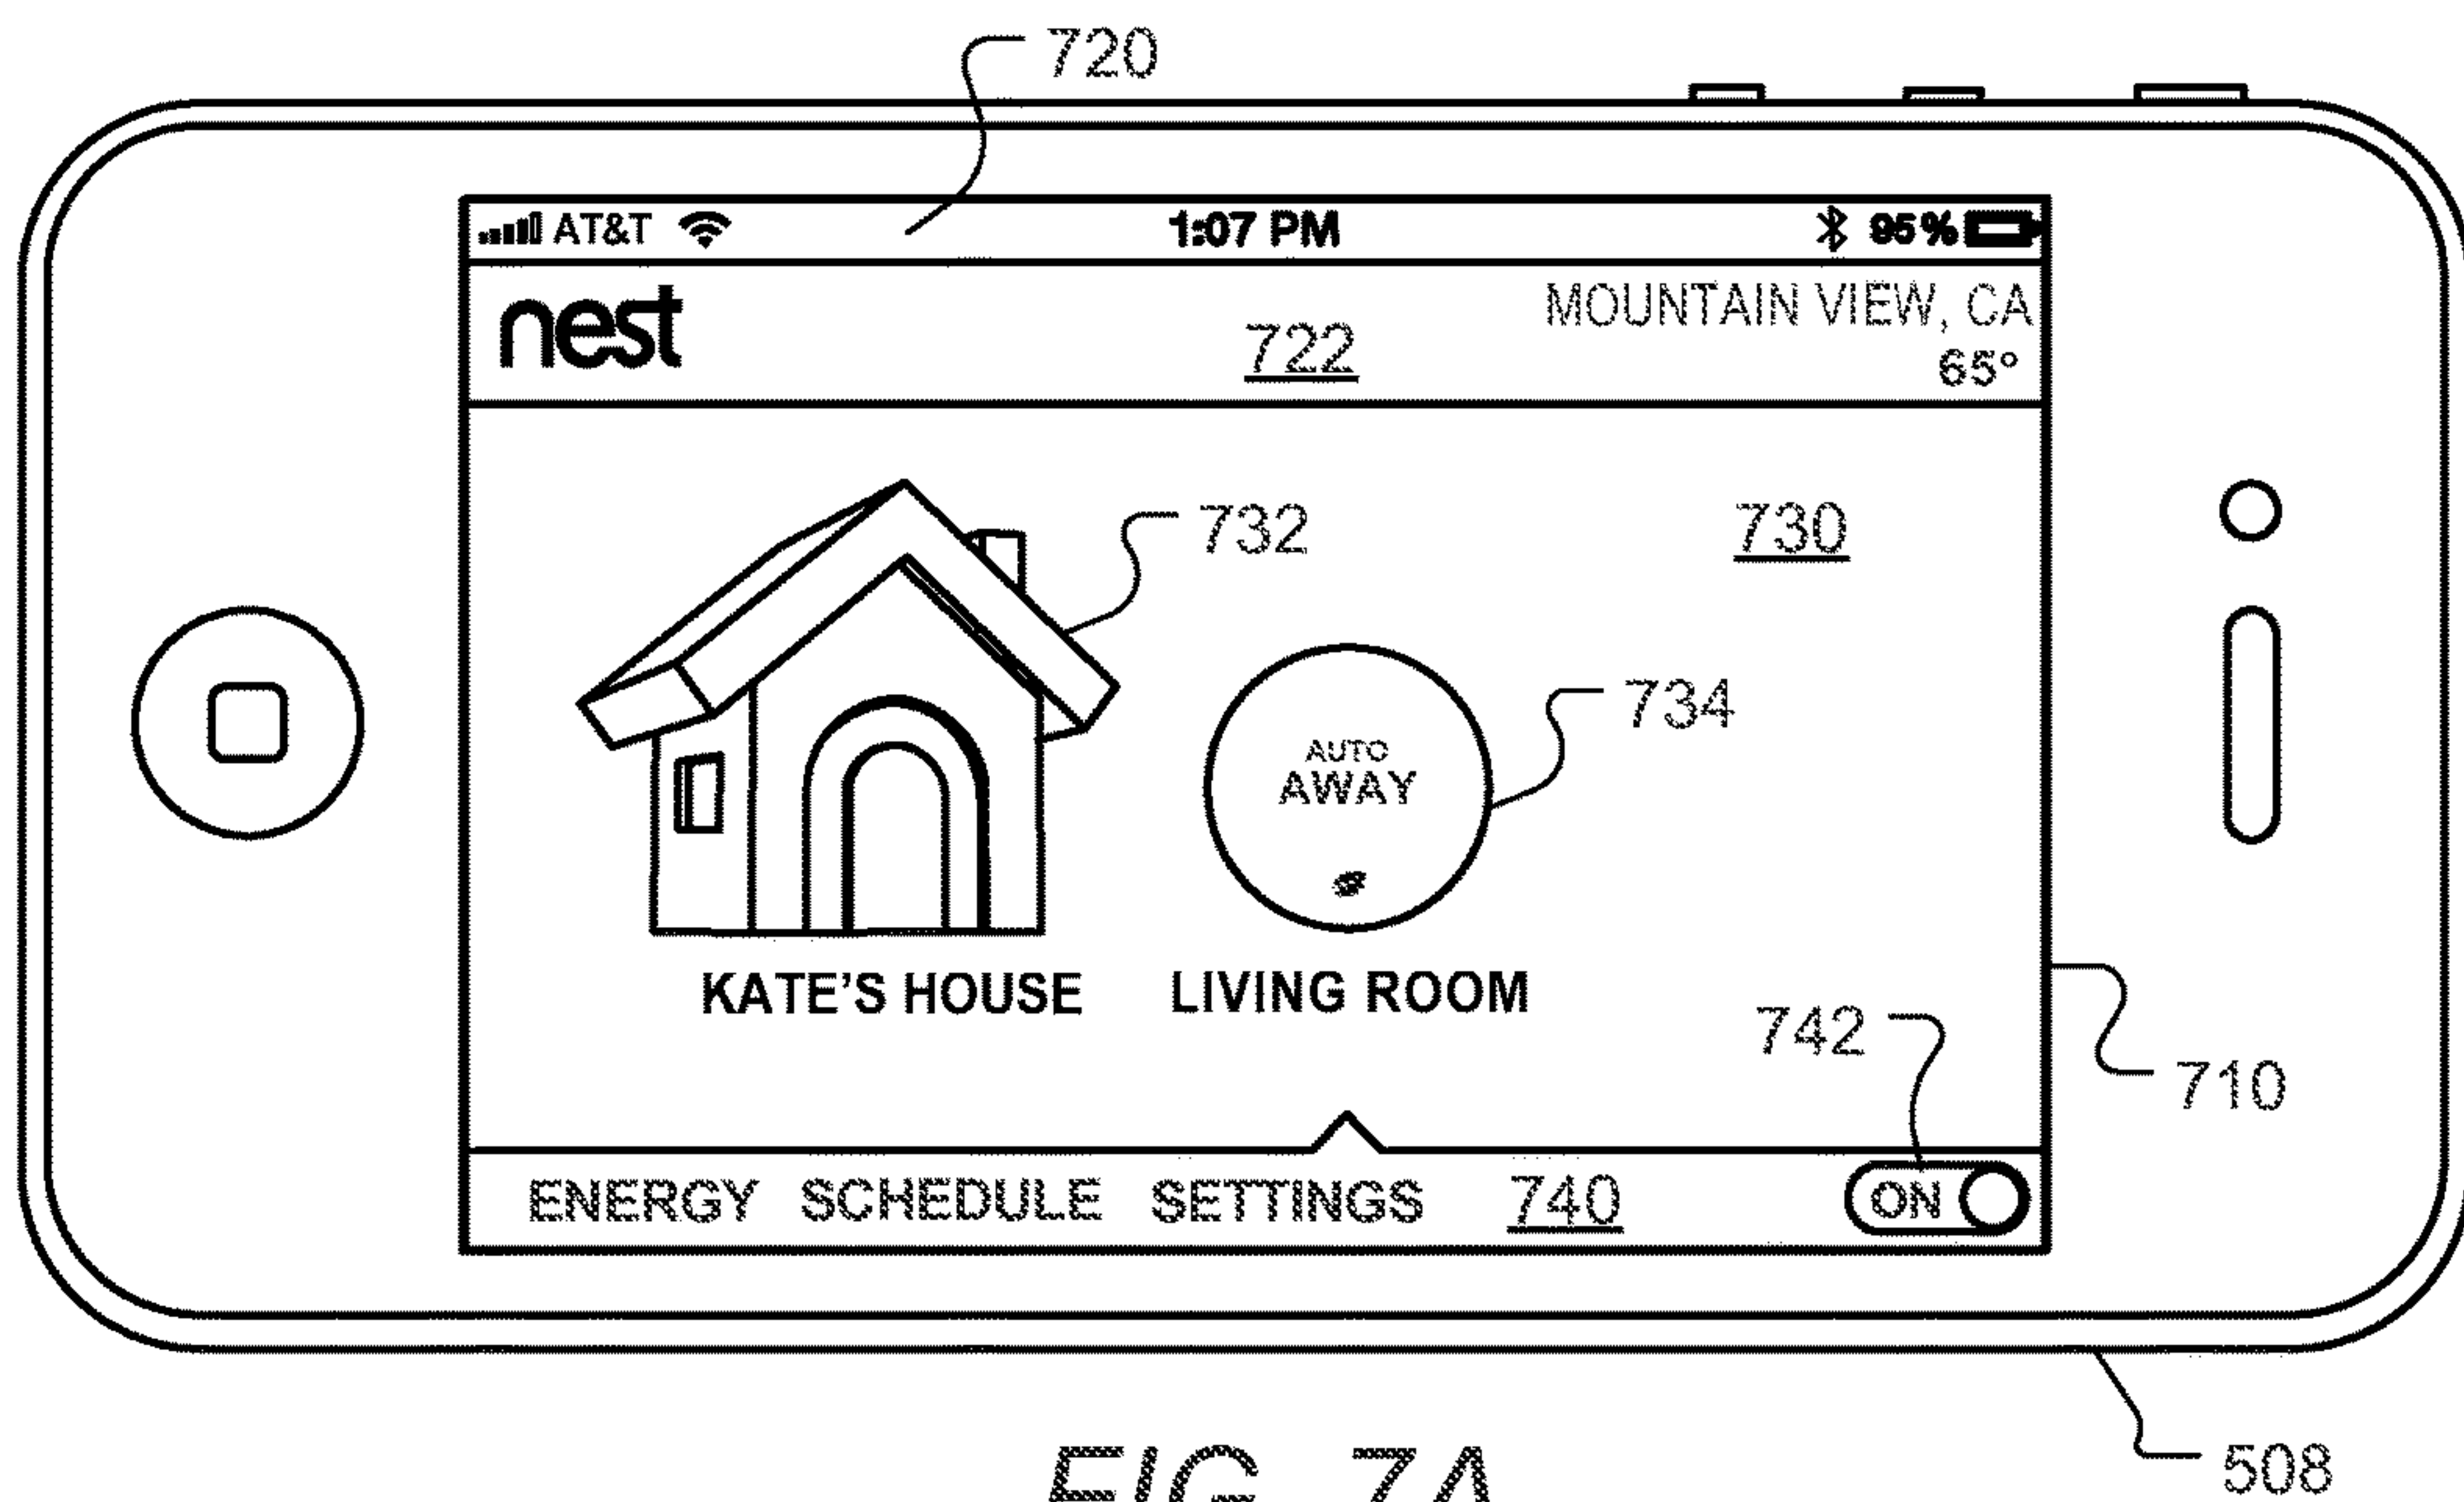 720
AT&T 1:07 PM 95%
nest 722 MOUNTAIN VIEW, CA
65°
732 730
734
AUTO
AWAY
KATE'S HOUSE LIVING ROOM
742
710
ENERGY SCHEDULE SETTINGS 740 ON
508
FIG. 7A